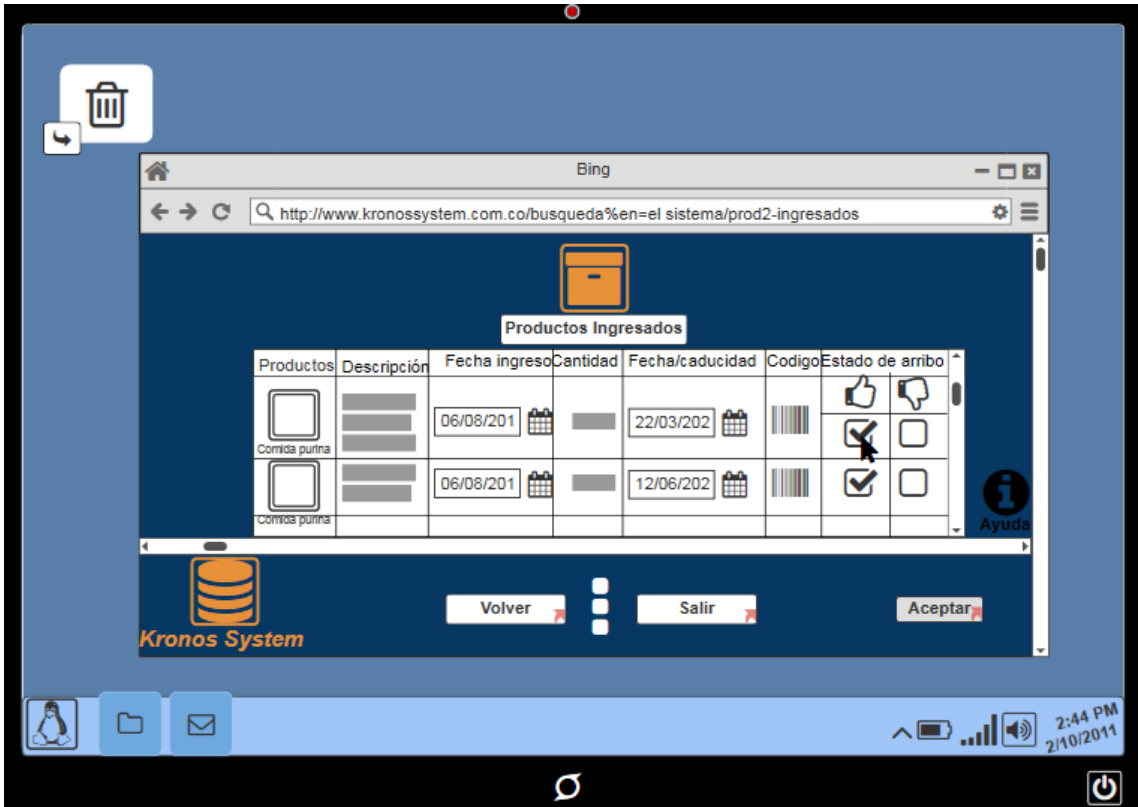 Bing
http://www.kronossystem.com.co/busqueda%en=el sistema/prod2-ingresados
Productos Ingresados
Productos Descripción Fecha ingreso Cantidad Fecha/caducidad Codigo Estado de arribo
06/08/201 22/03/202
Comida purina
06/08/201 12/06/202
Comida purina
Ayuda
Volver Salir Aceptar
Kronos System
2:44 PM
2/10/2011